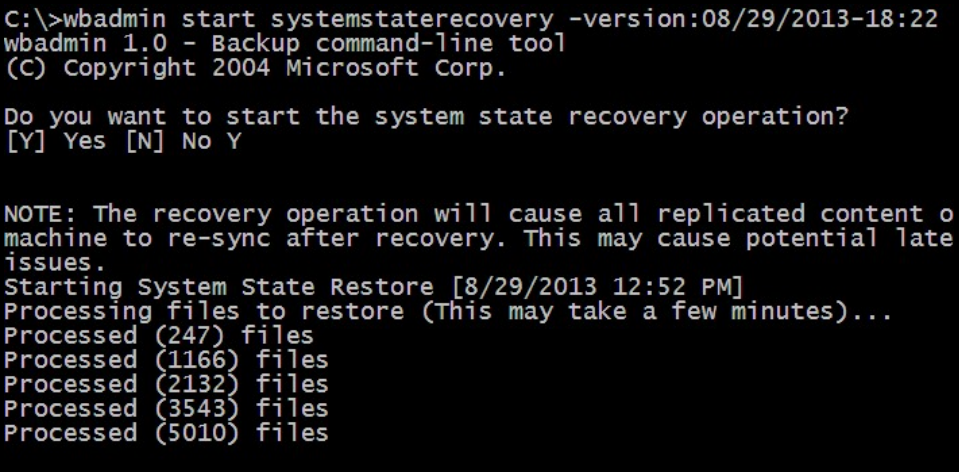 C:\>wbadmin start systemstaterecovery -version:08/29/2013-18:22
wbadmin 1.0 - Backup command-line tool
(C) Copyright 2004 Microsoft Corp.
Do you want to start the system state recovery operation?
[Y] Yes [N] No Y
NOTE: The recovery operation will cause all replicated content o
machine to re-sync after recovery. This may cause potential late
issues.
Starting System State Restore [8/29/2013 12:52 PM]
Processing files to restore (This may take a few minutes)...
Processed (247) files
Processed (1166) files
Processed (2132) files
Processed (3543) files
Processed (5010) files